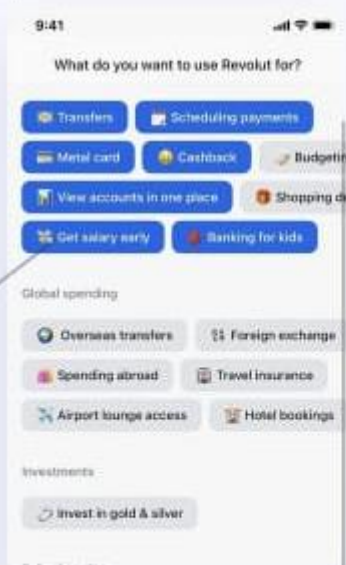 9:41
What do you want to use Revolut for?
Transfers Scheduling payments
Metal card Cashback
View accounts in one place Shopping
Get salary early Banking for kids
Global spending
Overseas transfers Foreign exchange
Spending abroad Travel insurance
Airport lounge access Hotel bookings
Investments
Invest in gold & silver